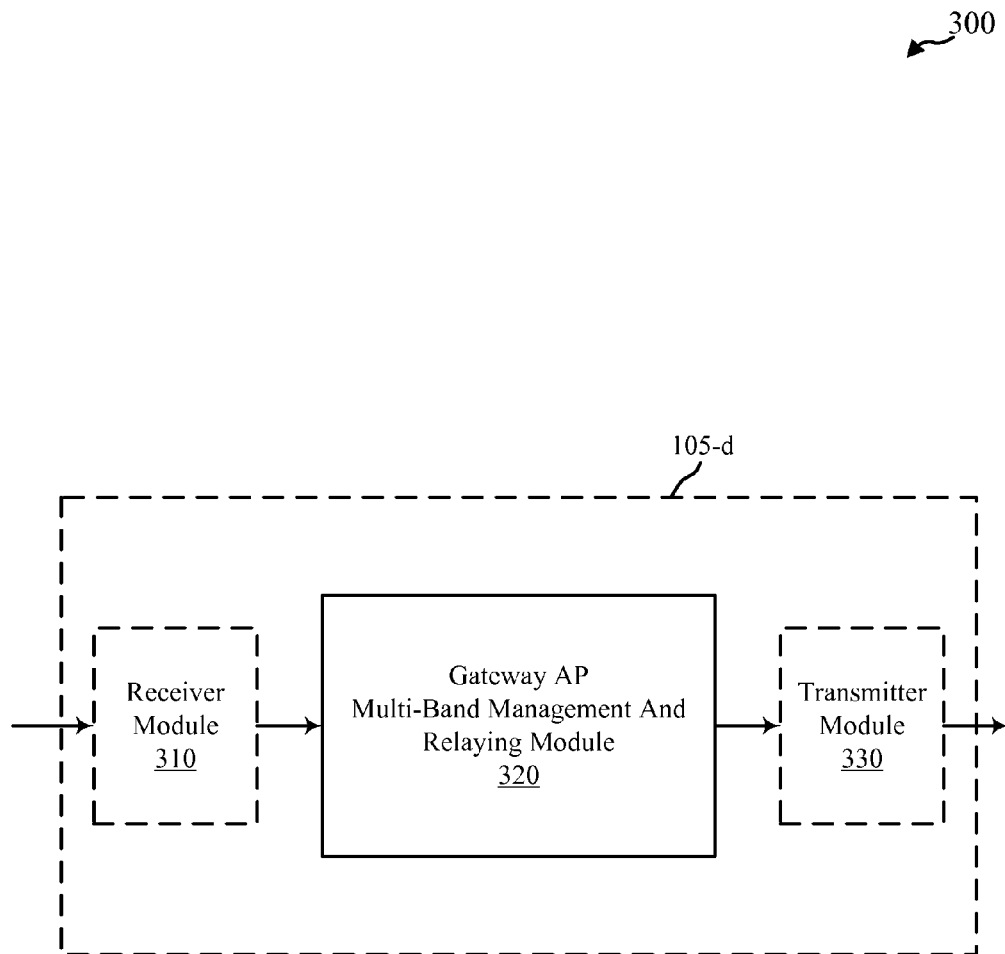 300
105-d
Receiver
Module
310
Gateway AP
Multi-Band Management And
Relaying Module
320
Transmitter
Module
330